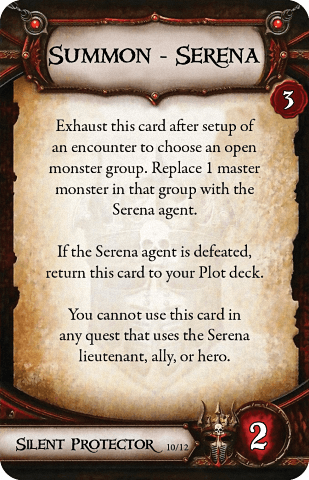 Summon - Serena
3
Exhaust this card after setup of
an encounter to choose an open
monster group. Replace 1 master
monster in that group with the
Serena agent.
If the Serena agent is defeated,
return this card to your Plot deck.
You cannot use this card in
any quest that uses the Serena
lieutenant, ally, or hero.
Silent Protector 10/12
2